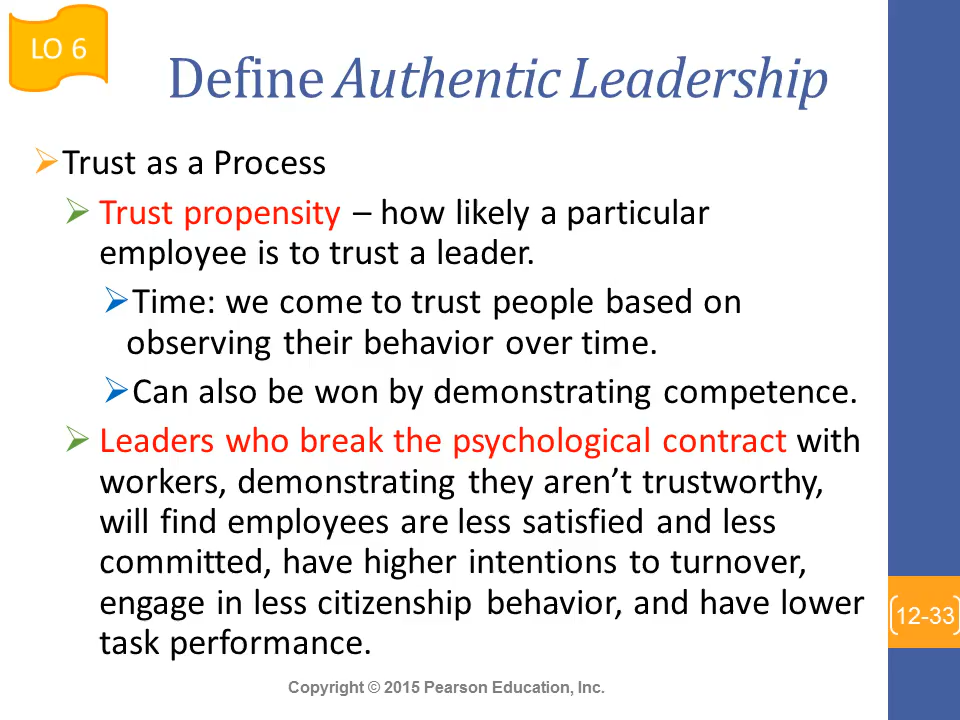 LO 6
Define Authentic Leadership
Trust as a Process
Trust propensity – how likely a particular
employee is to trust a leader.
Time: we come to trust people based on
observing their behavior over time.
Can also be won by demonstrating competence.
Leaders who break the psychological contract with
workers, demonstrating they aren’t trustworthy,
will find employees are less satisfied and less
committed, have higher intentions to turnover,
engage in less citizenship behavior, and have lower
task performance.
12-33
Copyright © 2015 Pearson Education, Inc.